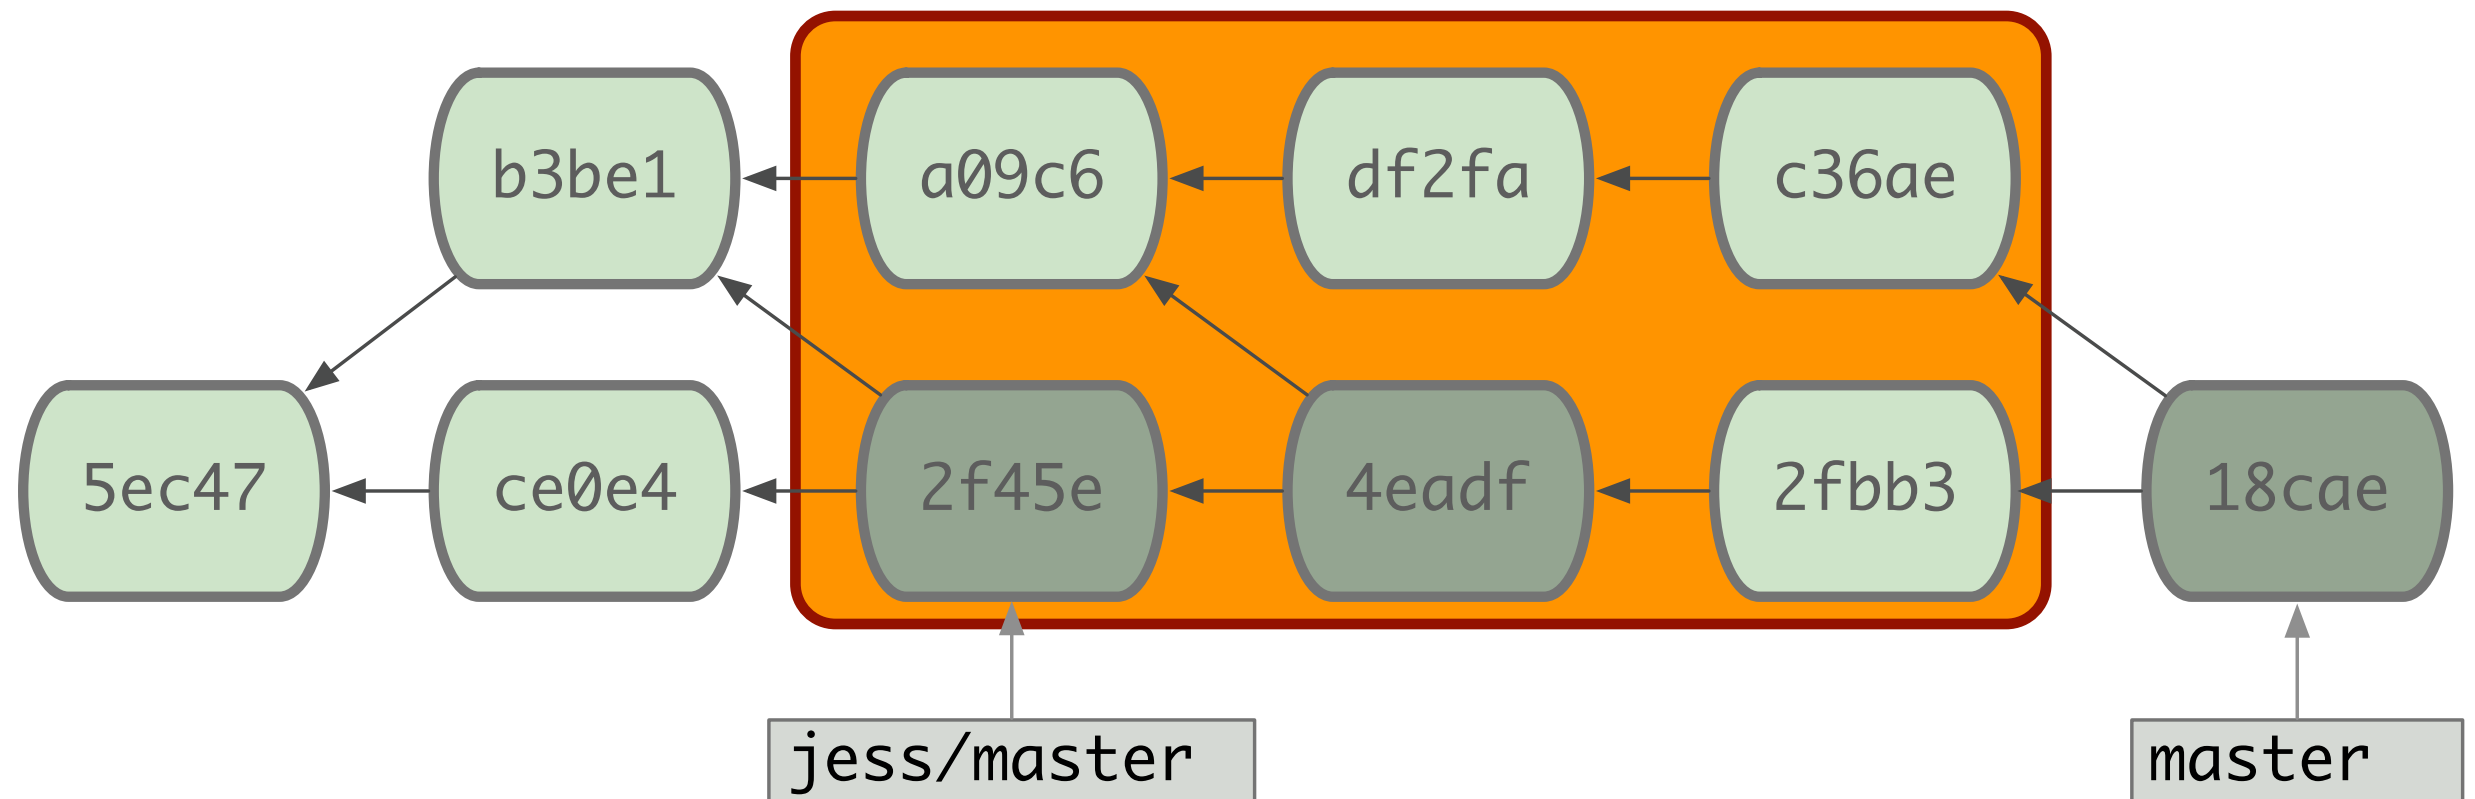 b3be1
a09c6
df2fa
c36ae
5ec47
ce0e4
2f45e
4eadf
2fbb3
18cae
jess/master
master